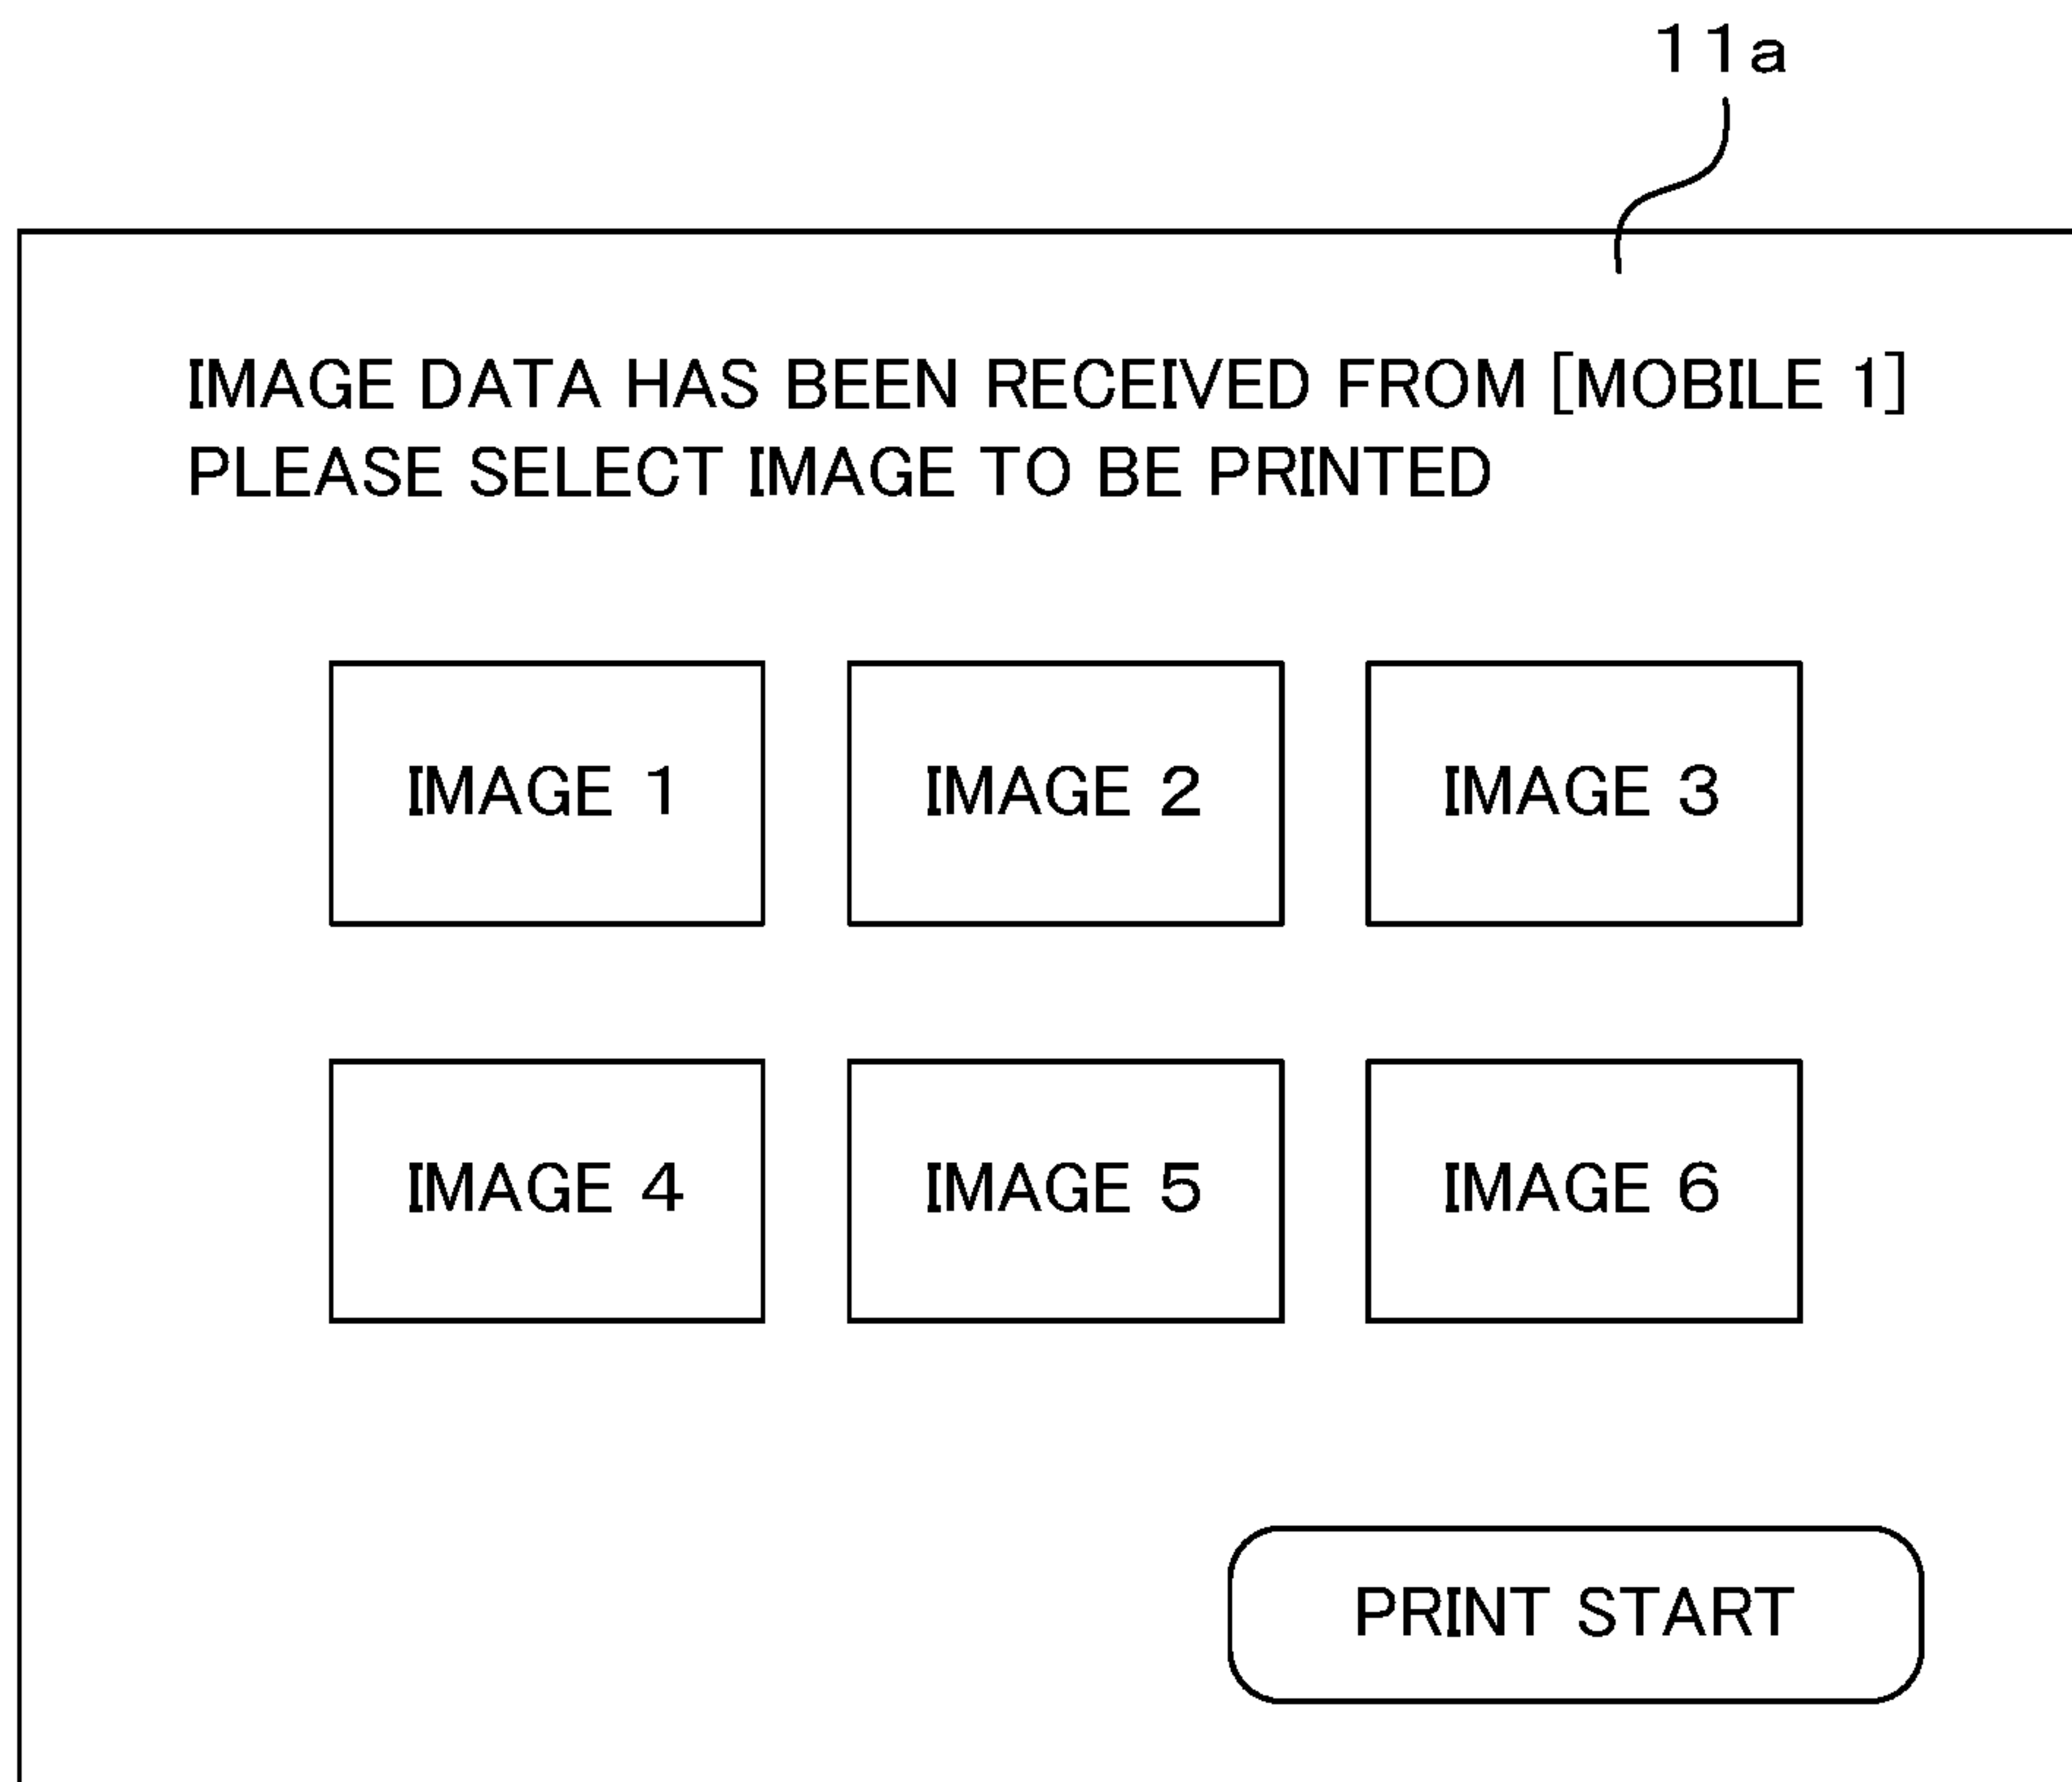 11a
IMAGE DATA HAS BEEN RECEIVED FROM [MOBILE 1]
PLEASE SELECT IMAGE TO BE PRINTED
IMAGE 1
IMAGE 2
IMAGE 3
IMAGE 4
IMAGE 5
IMAGE 6
PRINT START